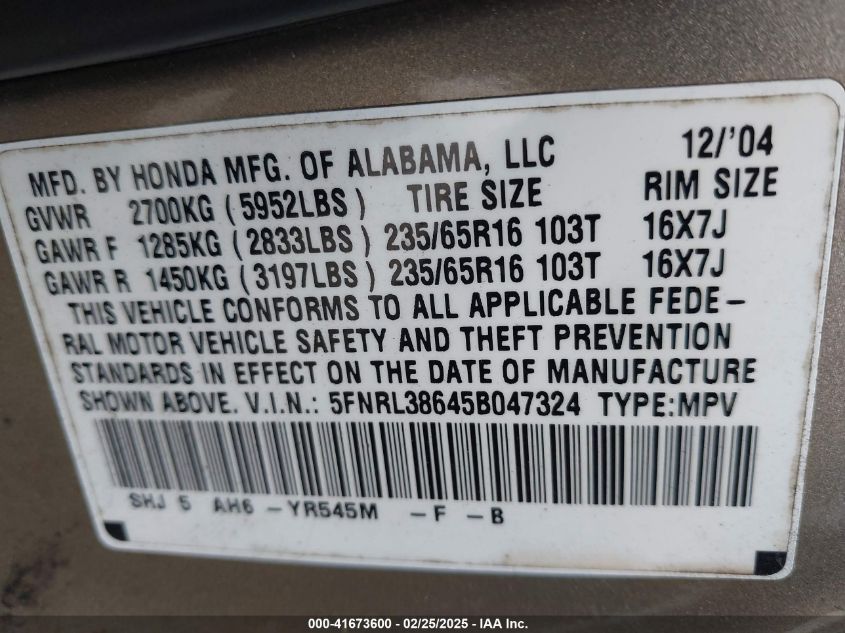 MFD. BY HONDA MFG. OF ALABAMA, LLC 12/'04
GVWR 2700KG (5952LBS) TIRE SIZE RIM SIZE
GAWR F 1285KG (2833LBS) 235/65R16 103T 16X7J
GAWR R 1450KG (3197LBS) 235/65R16 103T 16X7J
THIS VEHICLE CONFORMS TO ALL APPLICABLE FEDE-
RAL MOTOR VEHICLE SAFETY AND THEFT PREVENTION
STANDARDS IN EFFECT ON THE DATE OF MANUFACTURE
SHOWN ABOVE. V.I.N.: 5FNRL38645B047324 TYPE:MPV
SHJ 5 AH6 -YR545M -F -B
000-41673600 - 02/25/2025 - IAA Inc.